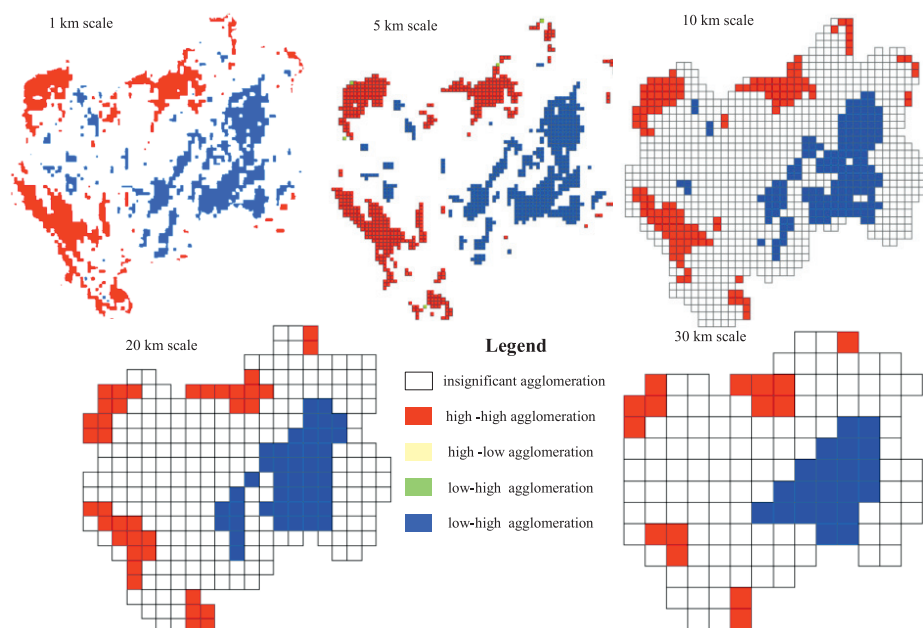 1 km scale
5 km scale
10 km scale
20 km scale
Legend
30 km scale
insignificant agglomeration
high -high agglomeration
high -low agglomeration
low-high agglomeration
low-high agglomeration